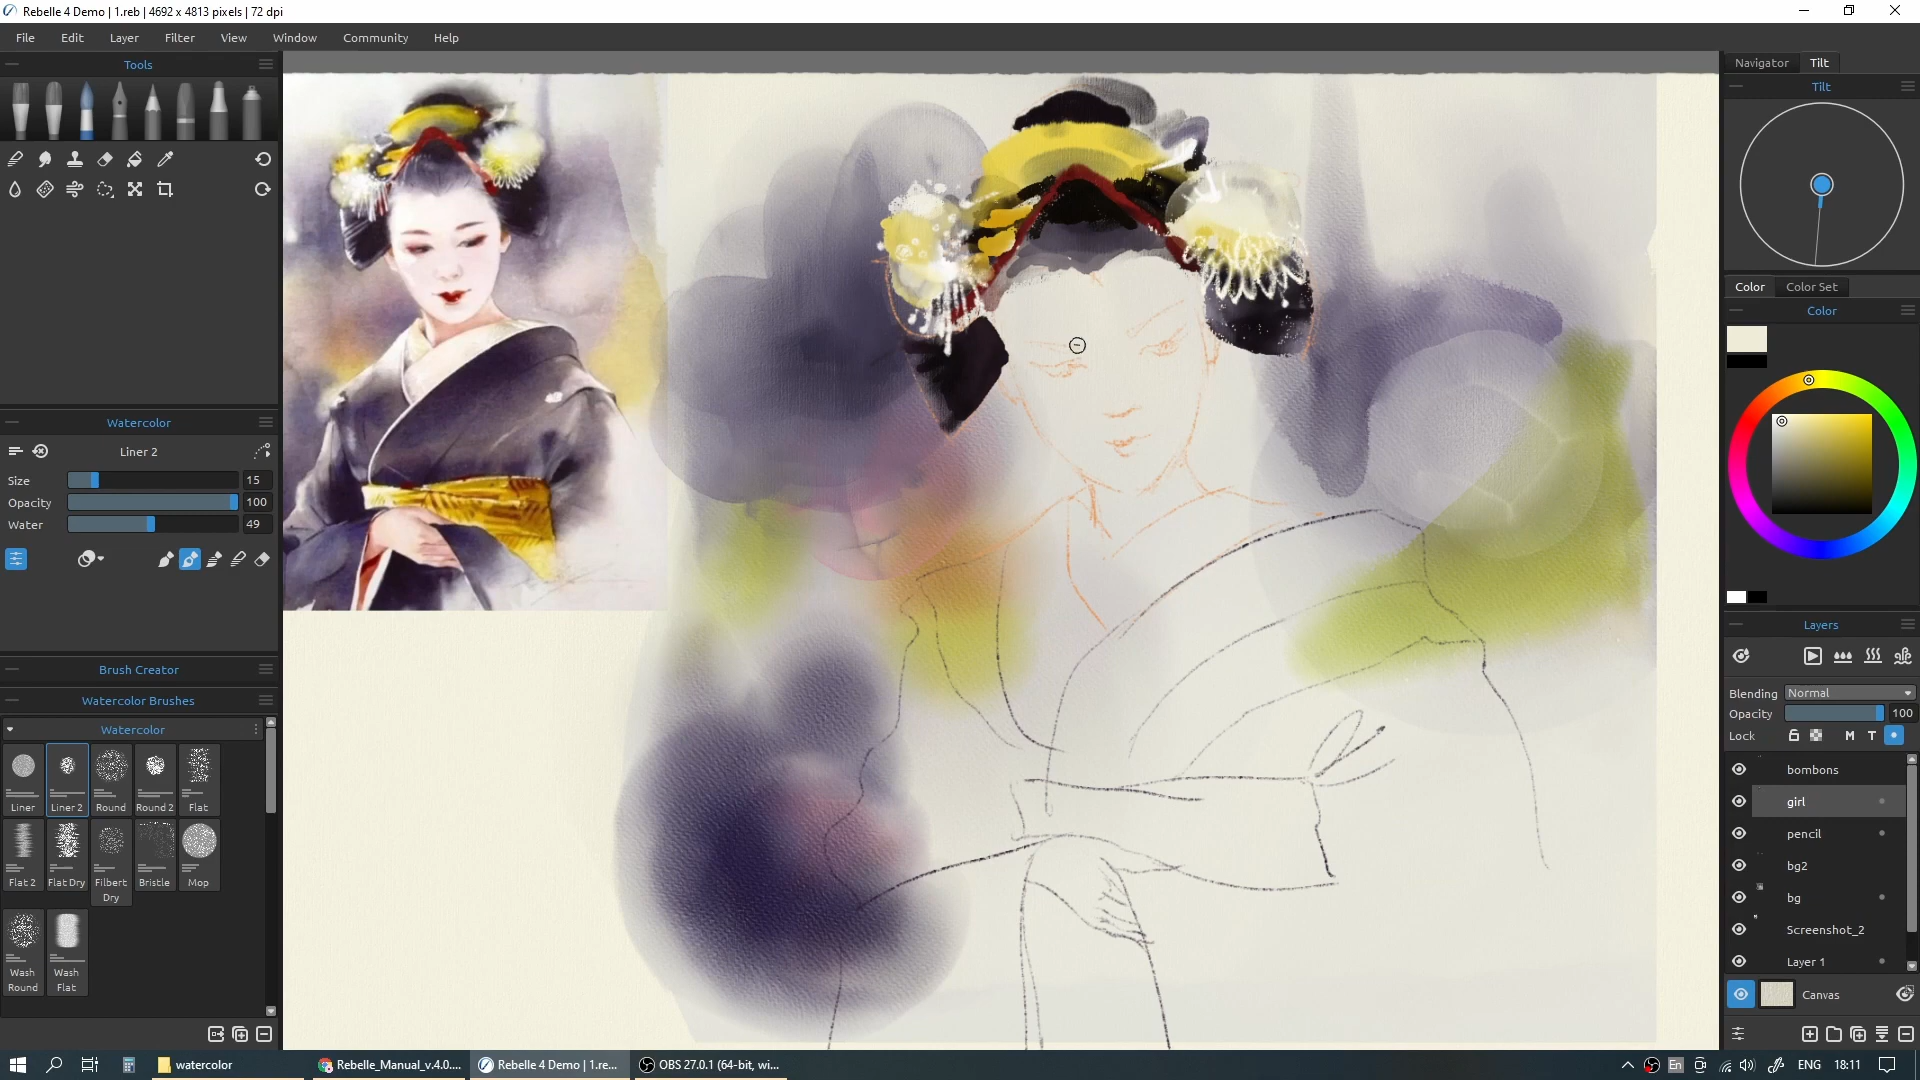 Rebelle 4 Demo | 1.reb | 4692 x 4813 pixels | 72 dpi
File Edit Layer Filter View Window Community Help
Tools
Navigator Tilt
Tilt
Color Color Set
Color
Watercolor
Liner 2
Size 15
Opacity 100
Water 49
Brush Creator
Watercolor Brushes
Watercolor
Liner Liner 2 Round Round 2 Flat
Flat 2 Flat Dry Filbert Dry Bristle Mop
Wash Round Wash Flat
Layers
Blending Normal
Opacity 100
Lock M T
bombons
girl
pencil
bg2
bg
Screenshot_2
Layer 1
Canvas
watercolor
Rebelle_Manual_v.4.0....
Rebelle 4 Demo | 1.re...
OBS 27.0.1 (64-bit, wi...
En
ENG 18:11